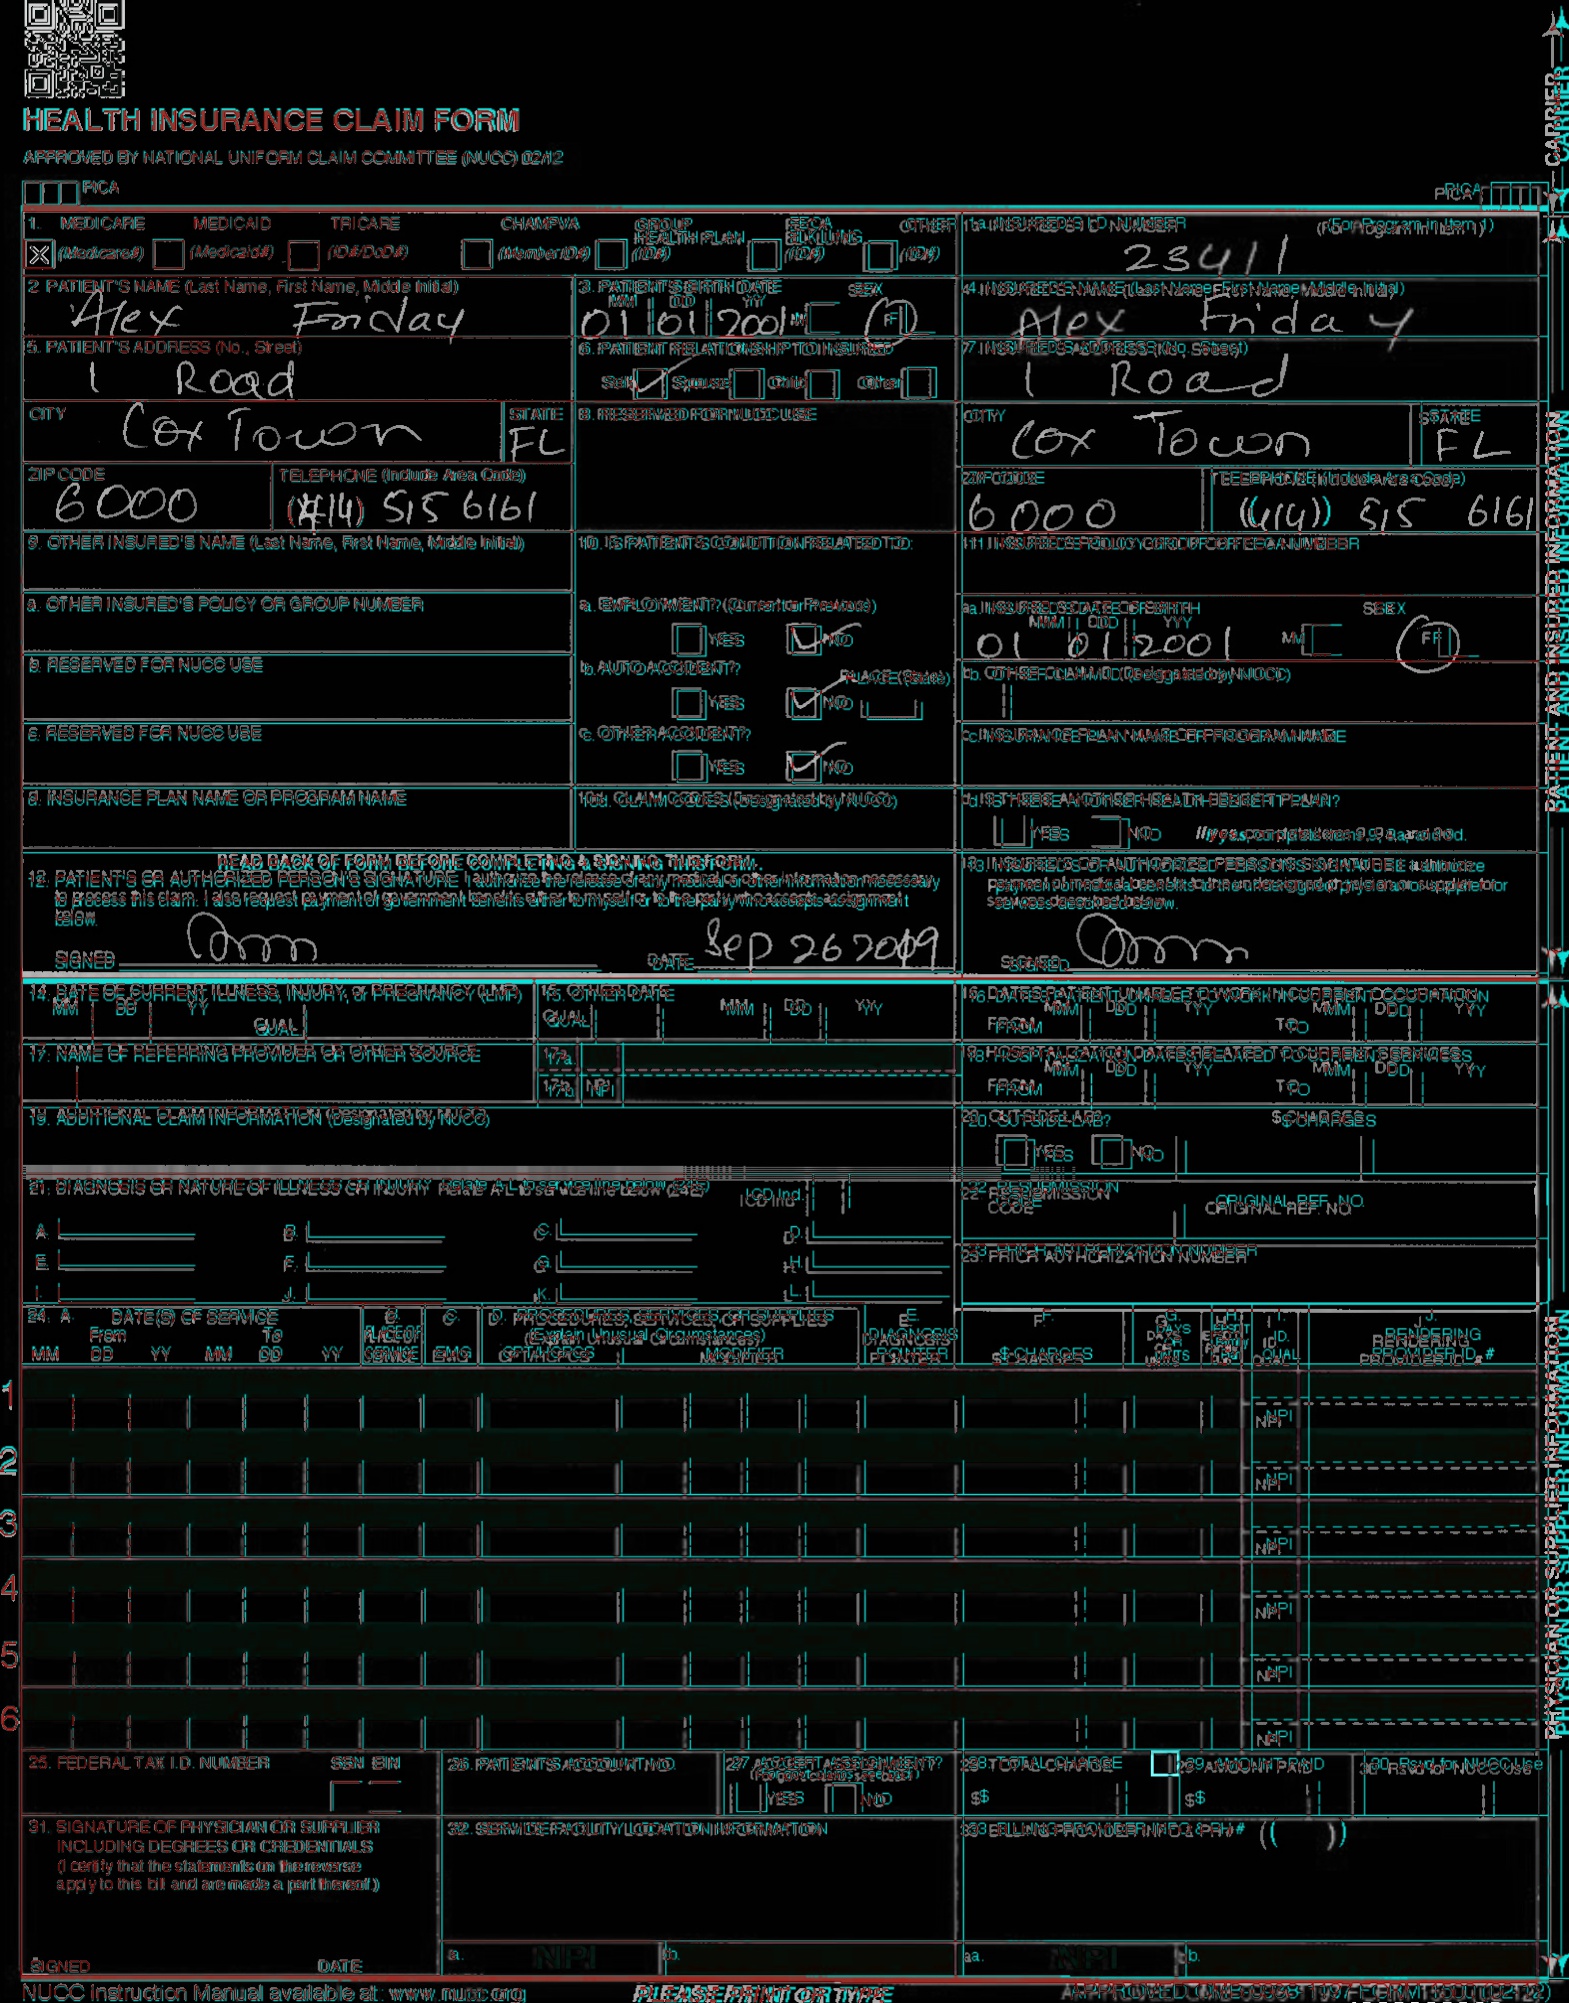 HEALTH INSURANCE CLAIM FORM
APPROVED BY NATIONAL UNIFORM CLAIM COMMITTEE (NUCC) 02/12
PICA PICA
CARRIER
1. MEDICARE MEDICAID TRICARE CHAMPVA GROUP HEALTH PLAN FECA BLK LUNG OTHER 1a. INSURED'S I.D. NUMBER (For Program in Item 1)
(Medicare#) (Medicaid#) (ID#/DoD#) (Member ID#) (ID#) (ID#) (ID#) 23411
2. PATIENT'S NAME (Last Name, First Name, Middle Initial) 3. PATIENT'S BIRTH DATE SEX 4. INSURED'S NAME (Last Name, First Name, Middle Initial)
MM DD YY
Alex Friday 01 01 2001 M F Alex Friday
5. PATIENT'S ADDRESS (No., Street) 6. PATIENT RELATIONSHIP TO INSURED 7. INSURED'S ADDRESS (No., Street)
1 Road Self Spouse Child Other 1 Road
CITY STATE 8. RESERVED FOR NUCC USE CITY STATE
Cox Town FL Cox Town FL
ZIP CODE TELEPHONE (Include Area Code) ZIP CODE TELEPHONE (Include Area Code)
6000 (414) 515 6161 6000 (414) 515 6161
9. OTHER INSURED'S NAME (Last Name, First Name, Middle Initial) 10. IS PATIENT'S CONDITION RELATED TO: 11. INSURED'S POLICY GROUP OR FECA NUMBER
a. OTHER INSURED'S POLICY OR GROUP NUMBER a. EMPLOYMENT? (Current or Previous) a. INSURED'S DATE OF BIRTH SEX
MM DD YY
YES NO 01 01 2001 M F
b. RESERVED FOR NUCC USE b. AUTO ACCIDENT? PLACE (State) b. OTHER CLAIM ID (Designated by NUCC)
YES NO
c. RESERVED FOR NUCC USE c. OTHER ACCIDENT? c. INSURANCE PLAN NAME OR PROGRAM NAME
YES NO
d. INSURANCE PLAN NAME OR PROGRAM NAME 10d. CLAIM CODES (Designated by NUCC) d. IS THERE ANOTHER HEALTH BENEFIT PLAN?
YES NO If yes, complete items 9, 9a, and 9d.
READ BACK OF FORM BEFORE COMPLETING & SIGNING THIS FORM.
12. PATIENT'S OR AUTHORIZED PERSON'S SIGNATURE I authorize the release of any medical or other information necessary
to process this claim. I also request payment of government benefits either to myself or to the party who accepts assignment
below.
SIGNED DATE Sep 26 2019
13. INSURED'S OR AUTHORIZED PERSON'S SIGNATURE I authorize
payment of medical benefits to the undersigned physician or supplier for
services described below.
SIGNED
PATIENT AND INSURED INFORMATION
14. DATE OF CURRENT ILLNESS, INJURY, or PREGNANCY (LMP) 15. OTHER DATE 16. DATES PATIENT UNABLE TO WORK IN CURRENT OCCUPATION
MM DD YY QUAL. QUAL. MM DD YY FROM MM DD YY TO MM DD YY
17. NAME OF REFERRING PROVIDER OR OTHER SOURCE 17a. 18. HOSPITALIZATION DATES RELATED TO CURRENT SERVICES
17b. NPI FROM MM DD YY TO MM DD YY
19. ADDITIONAL CLAIM INFORMATION (Designated by NUCC) 20. OUTSIDE LAB? $ CHARGES
YES NO
21. DIAGNOSIS OR NATURE OF ILLNESS OR INJURY Relate A-L to service line below (24E) ICD Ind. 22. RESUBMISSION CODE ORIGINAL REF. NO.
A. B. C. D.
E. F. G. H. 23. PRIOR AUTHORIZATION NUMBER
I. J. K. L.
24. A. DATE(S) OF SERVICE B. C. D. PROCEDURES, SERVICES, OR SUPPLIES E. F. G. H. I. J.
From To PLACE OF (Explain Unusual Circumstances) DIAGNOSIS DAYS OR UNITS ID. RENDERING
MM DD YY MM DD YY SERVICE EMG CPT/HCPCS MODIFIER POINTER $ CHARGES QUAL. PROVIDER ID. #
1 NPI
2 NPI
3 NPI
4 NPI
5 NPI
6 NPI
PHYSICIAN OR SUPPLIER INFORMATION
25. FEDERAL TAX I.D. NUMBER SSN EIN 26. PATIENT'S ACCOUNT NO. 27. ACCEPT ASSIGNMENT? 28. TOTAL CHARGE 29. AMOUNT PAID 30. Rsvd for NUCC Use
YES NO $ $
31. SIGNATURE OF PHYSICIAN OR SUPPLIER 32. SERVICE FACILITY LOCATION INFORMATION 33. BILLING PROVIDER INFO & PH # ( )
INCLUDING DEGREES OR CREDENTIALS
(I certify that the statements on the reverse
apply to this bill and are made a part thereof.)
SIGNED DATE a. NPI b. a. NPI b.
NUCC Instruction Manual available at: www.nucc.org PLEASE PRINT OR TYPE